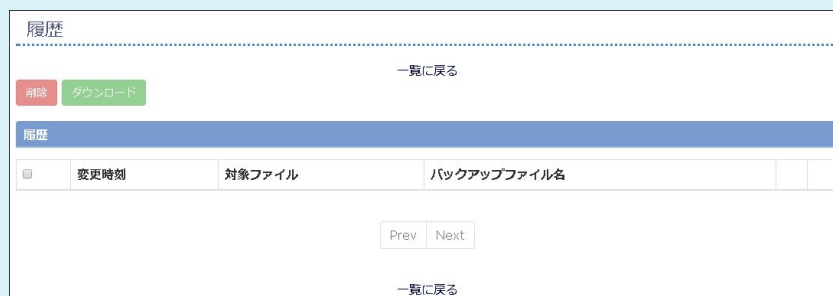 履歴
一覧に戻る
削除 ダウンロード
履歴
変更時刻 対象ファイル バックアップファイル名
Prev Next
一覧に戻る